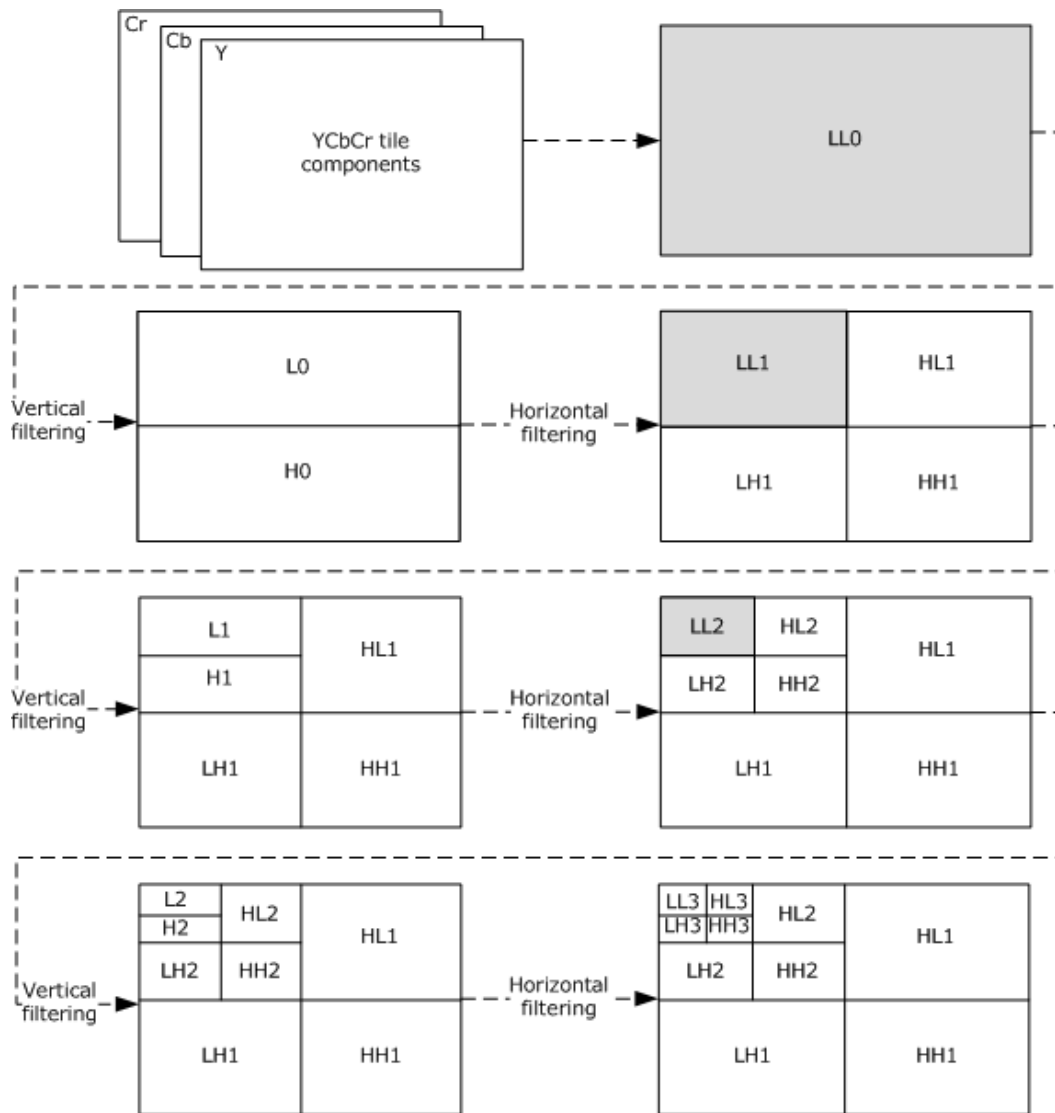 Cr
Cb
Y
YCbCr tile
components
LL0
L0
H0
Vertical
filtering
Horizontal
filtering
LL1
HL1
LH1
HH1
L1
H1
HL1
LH1
HH1
Vertical
filtering
Horizontal
filtering
LL2
HL2
LH2
HH2
HL1
LH1
HH1
L2
H2
HL2
LH2
HH2
HL1
LH1
HH1
Vertical
filtering
Horizontal
filtering
LL3
HL3
LH3
HH3
HL2
LH2
HH2
HL1
LH1
HH1